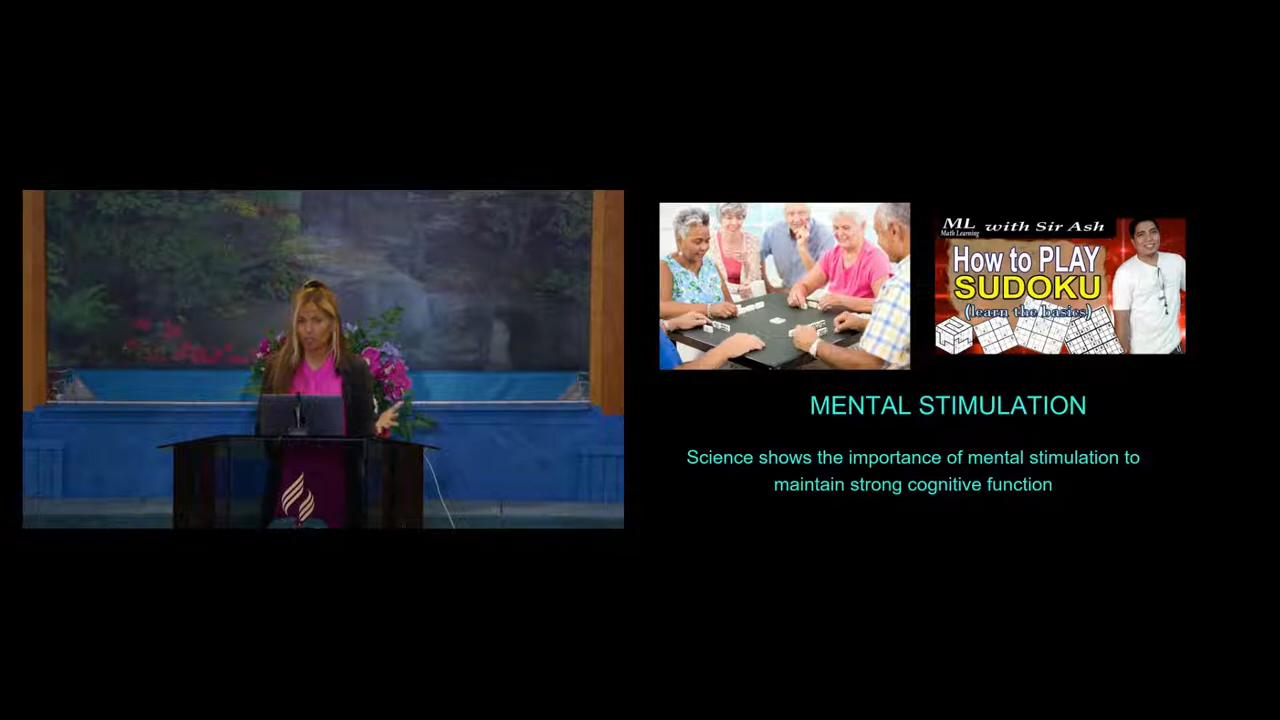 ML with Sir Ash
Math Learning
How to PLAY
SUDOKU
(learn the basics)
MENTAL STIMULATION
Science shows the importance of mental stimulation to
maintain strong cognitive function